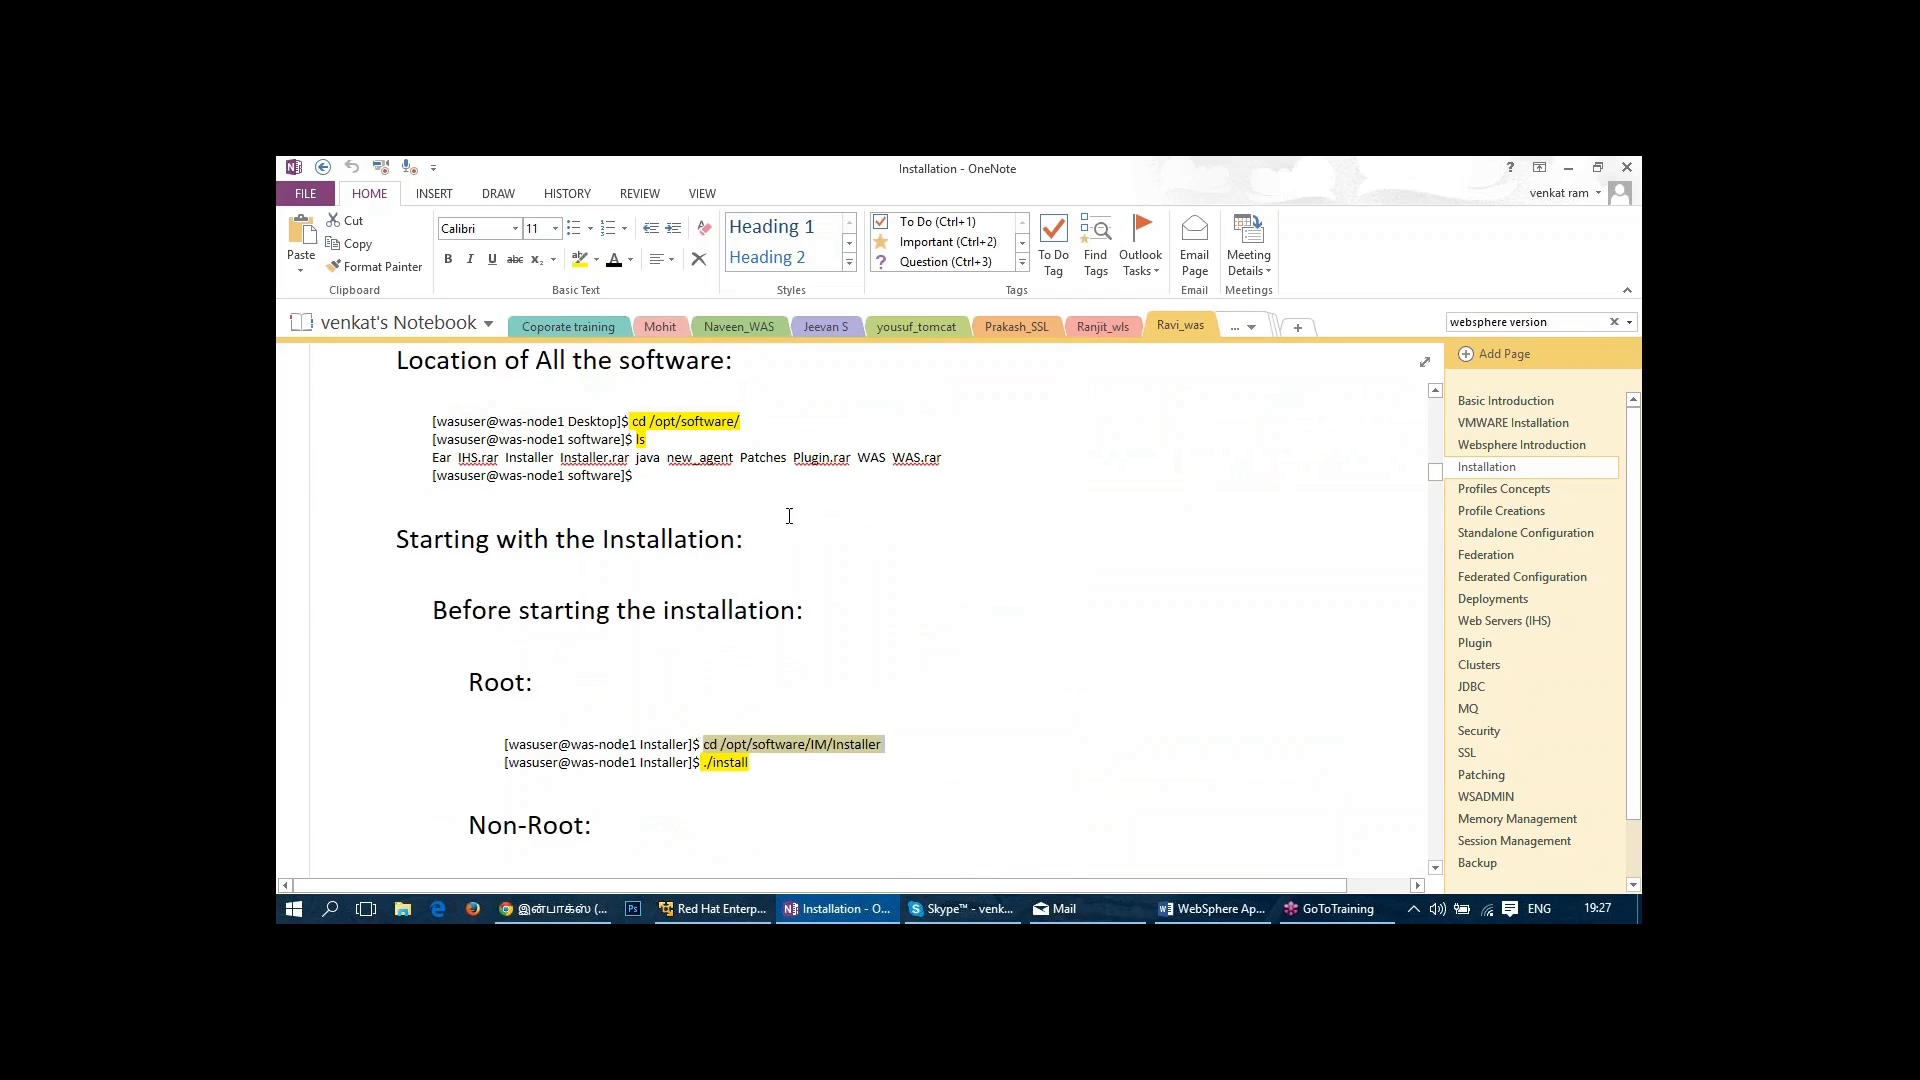 Installation - OneNote
?
FILE HOME INSERT DRAW HISTORY REVIEW VIEW
venkat ram
Paste
Cut
Copy
Format Painter
Clipboard
Calibri 11
B I U abc x₂ A
Basic Text
Heading 1
Heading 2
Styles
To Do (Ctrl+1)
Important (Ctrl+2)
? Question (Ctrl+3)
To Do Tag
Find Tags
Outlook Tasks
Tags
Email Page
Email
Meeting Details
Meetings
venkat's Notebook
Coporate training Mohit Naveen_WAS Jeevan S yousuf_tomcat Prakash_SSL Ranjit_wls Ravi_was ... +
websphere version
Location of All the software:
[wasuser@was-node1 Desktop]$ cd /opt/software/
[wasuser@was-node1 software]$ ls
Ear IHS.rar Installer Installer.rar java new_agent Patches Plugin.rar WAS WAS.rar
[wasuser@was-node1 software]$
Starting with the Installation:
Before starting the installation:
Root:
[wasuser@was-node1 Installer]$ cd /opt/software/IM/Installer
[wasuser@was-node1 Installer]$ ./install
Non-Root:
Add Page
Basic Introduction
VMWARE Installation
Websphere Introduction
Installation
Profiles Concepts
Profile Creations
Standalone Configuration
Federation
Federated Configuration
Deployments
Web Servers (IHS)
Plugin
Clusters
JDBC
MQ
Security
SSL
Patching
WSADMIN
Memory Management
Session Management
Backup
இன்பாக்ஸ் (... Ps Red Hat Enterp... Installation - O... Skype™ - venk... Mail WebSphere Ap... GoToTraining ENG 19:27